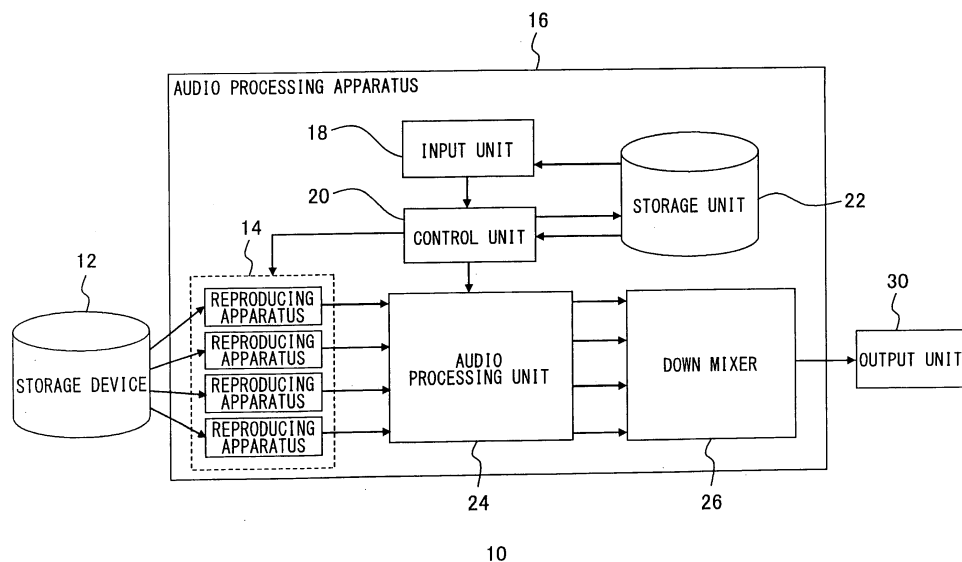 16
AUDIO PROCESSING APPARATUS
18
INPUT UNIT
20
CONTROL UNIT
STORAGE UNIT
22
14
12
REPRODUCING
APPARATUS
REPRODUCING
APPARATUS
REPRODUCING
APPARATUS
REPRODUCING
APPARATUS
STORAGE DEVICE
AUDIO
PROCESSING UNIT
DOWN MIXER
30
OUTPUT UNIT
24
26
10